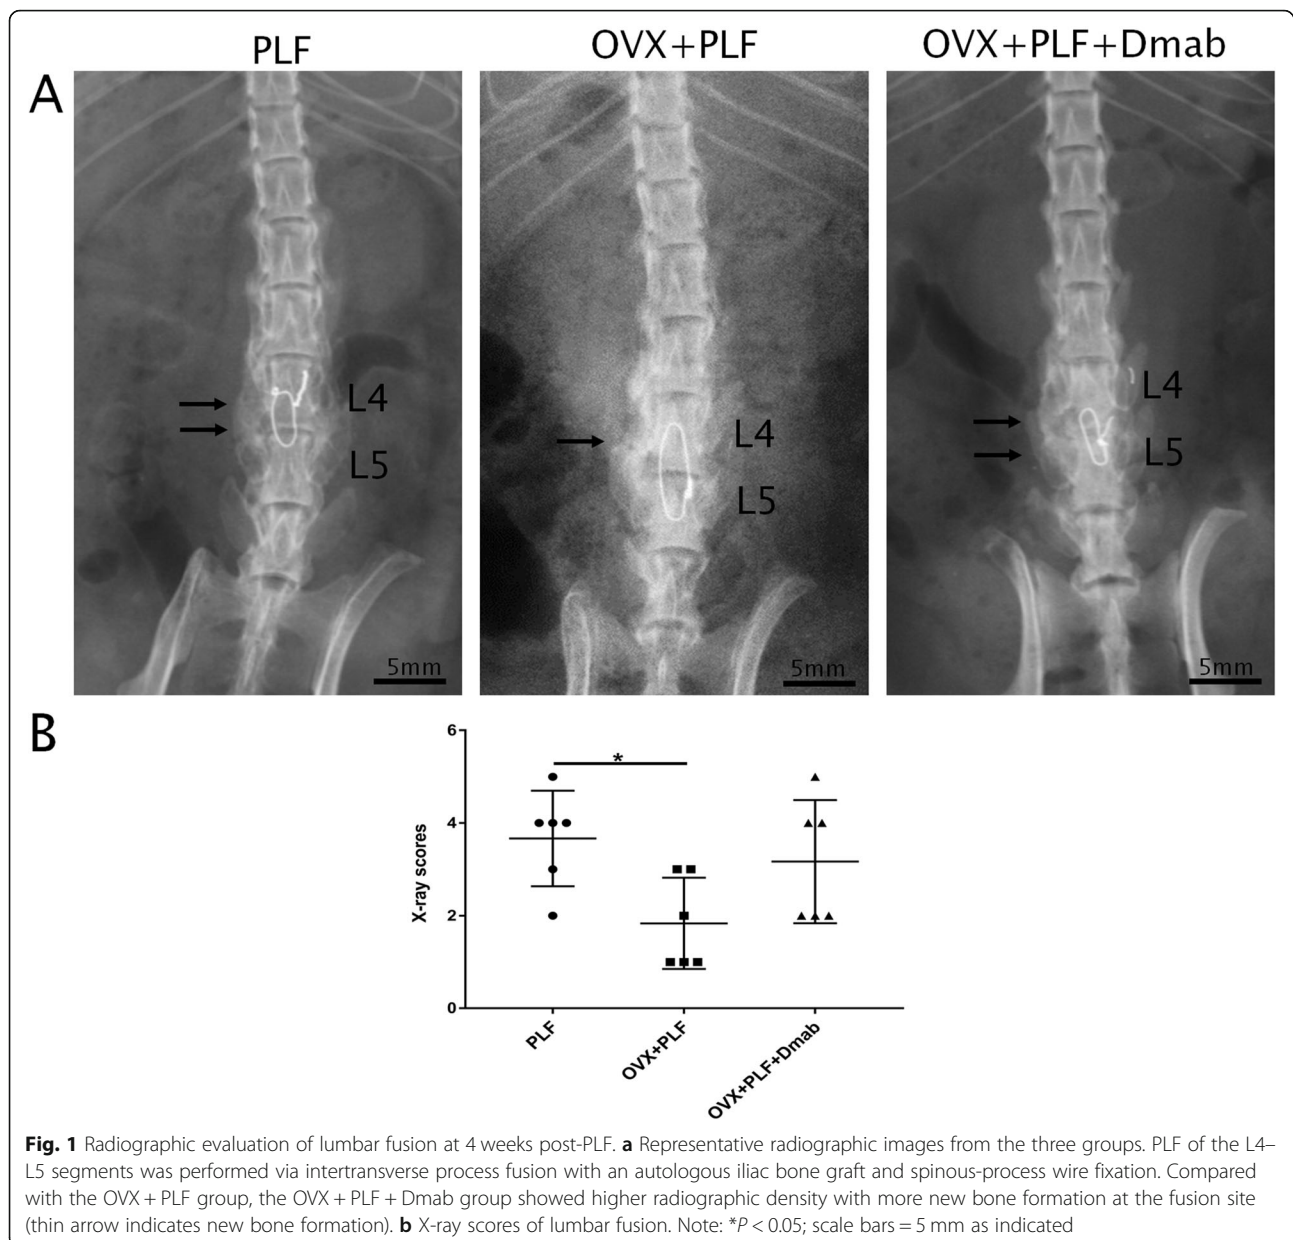 PLF
OVX+PLF
OVX+PLF+Dmab
A
L4
L5
5mm
L4
L5
5mm
L4
L5
5mm
B
6
4
2
0
X-ray scores
*
PLF
OVX+PLF
OVX+PLF+Dmab
Fig. 1 Radiographic evaluation of lumbar fusion at 4 weeks post-PLF. a Representative radiographic images from the three groups. PLF of the L4–
L5 segments was performed via intertransverse process fusion with an autologous iliac bone graft and spinous-process wire fixation. Compared
with the OVX + PLF group, the OVX + PLF + Dmab group showed higher radiographic density with more new bone formation at the fusion site
(thin arrow indicates new bone formation). b X-ray scores of lumbar fusion. Note: *P < 0.05; scale bars = 5 mm as indicated